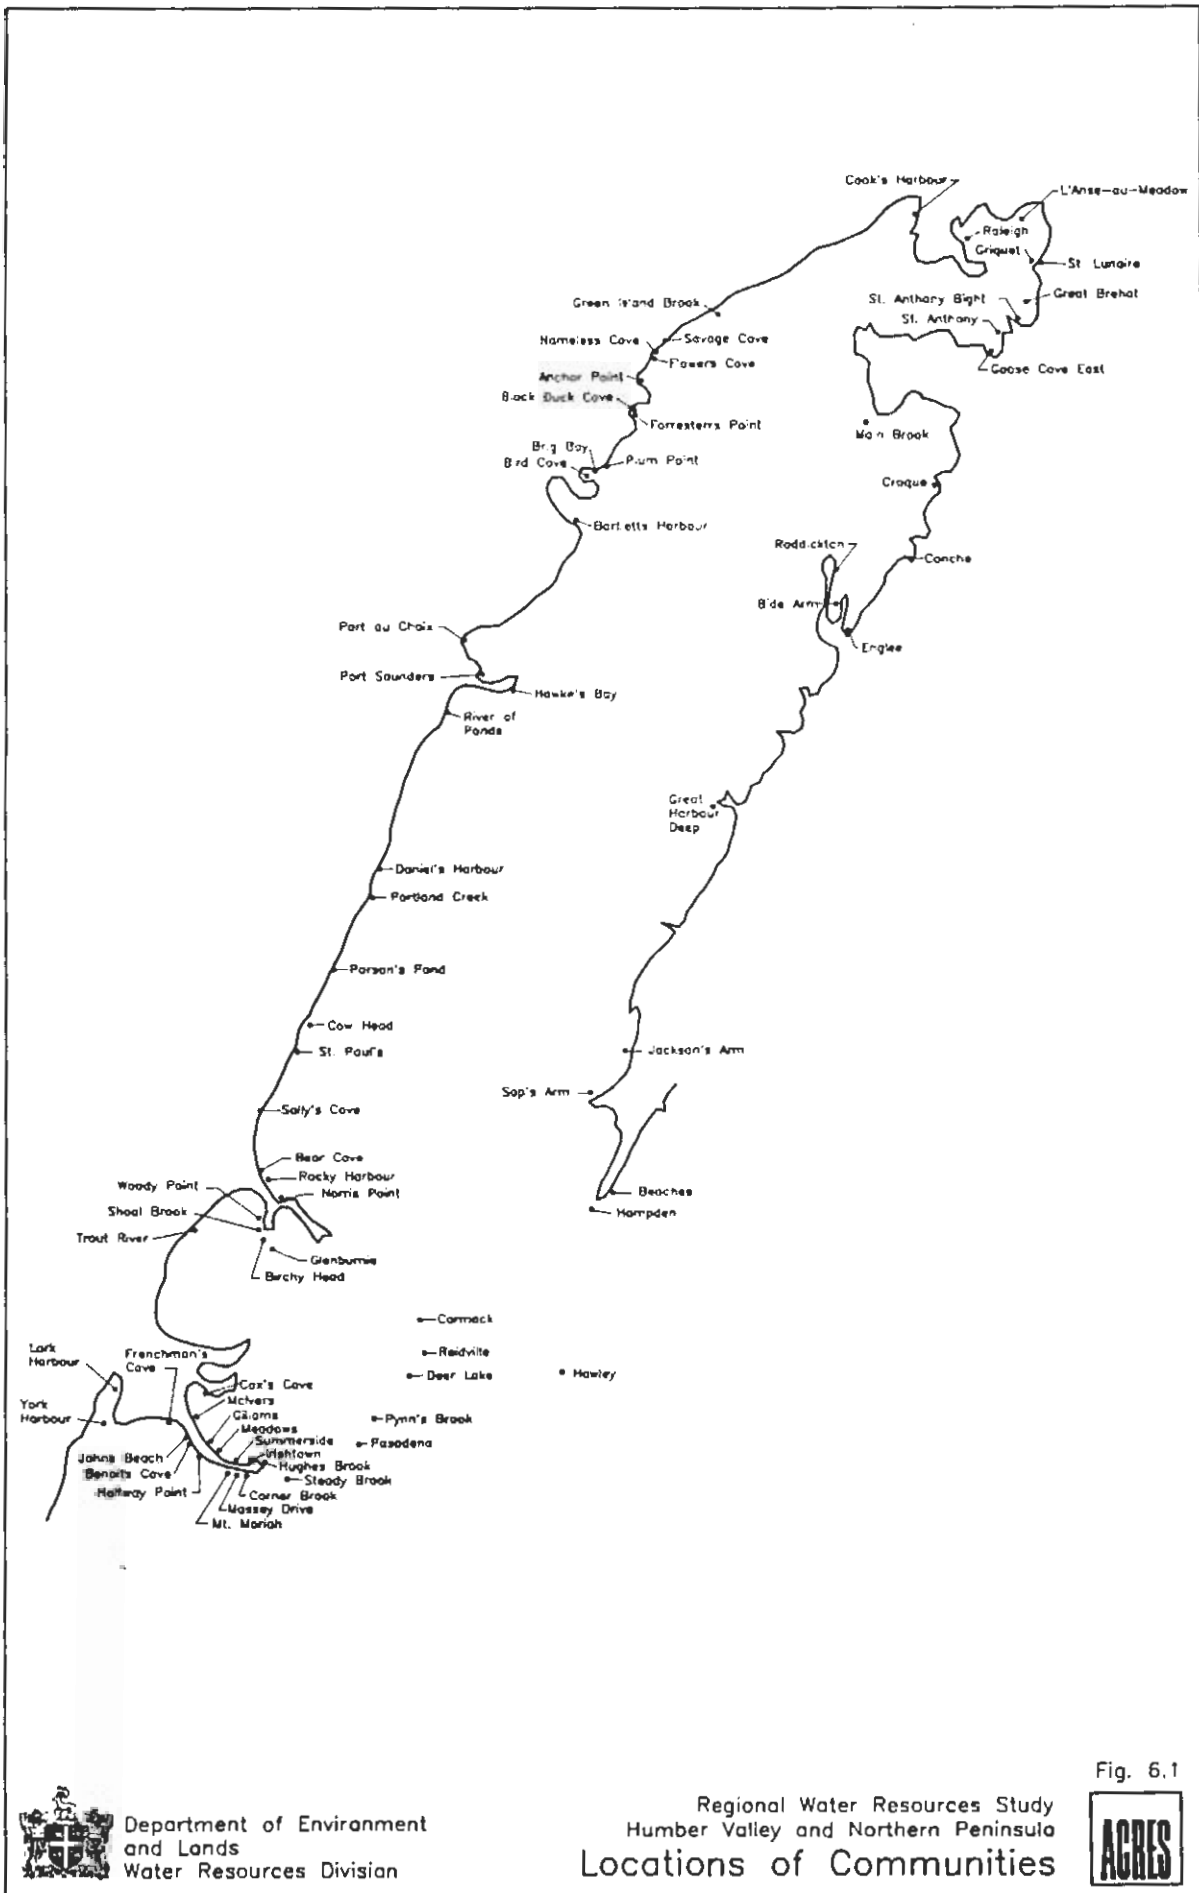 Cook's Harbour
L'Anse-au-Meadow
Raleigh
Griquet
St. Lunaire
Great Brehat
St. Anthony Bight
St. Anthony
Goose Cove East
Green Island Brook
Nameless Cove
Savage Cove
Flowers Cove
Anchor Point
Black Duck Cove
Forresters Point
Main Brook
Brig Bay
Bird Cove
Plum Point
Croque
Bartletts Harbour
Roddickton
Conche
Bide Arm
Englee
Port au Choix
Port Saunders
Hawke's Bay
River of
Ponds
Great
Harbour
Deep
Daniel's Harbour
Portland Creek
Parson's Pond
Cow Head
St. Paul's
Jackson's Arm
Sop's Arm
Sally's Cove
Bear Cove
Rocky Harbour
Woody Point
Norris Point
Beaches
Shoal Brook
Hampden
Trout River
Glenburnie
Birchy Head
Cormack
Lark
Harbour
Frenchman's
Cove
Reidville
Deer Lake
Howley
Cox's Cove
McIvers
York
Harbour
Gillams
Pynn's Brook
Meadows
Summerside
Pasadena
Irishtown
Johns Beach
Hughes Brook
Benoits Cove
Steady Brook
Halfway Point
Corner Brook
Massey Drive
Mt. Moriah
Fig. 6.1
Department of Environment
and Lands
Water Resources Division
Regional Water Resources Study
Humber Valley and Northern Peninsula
Locations of Communities
ACRES